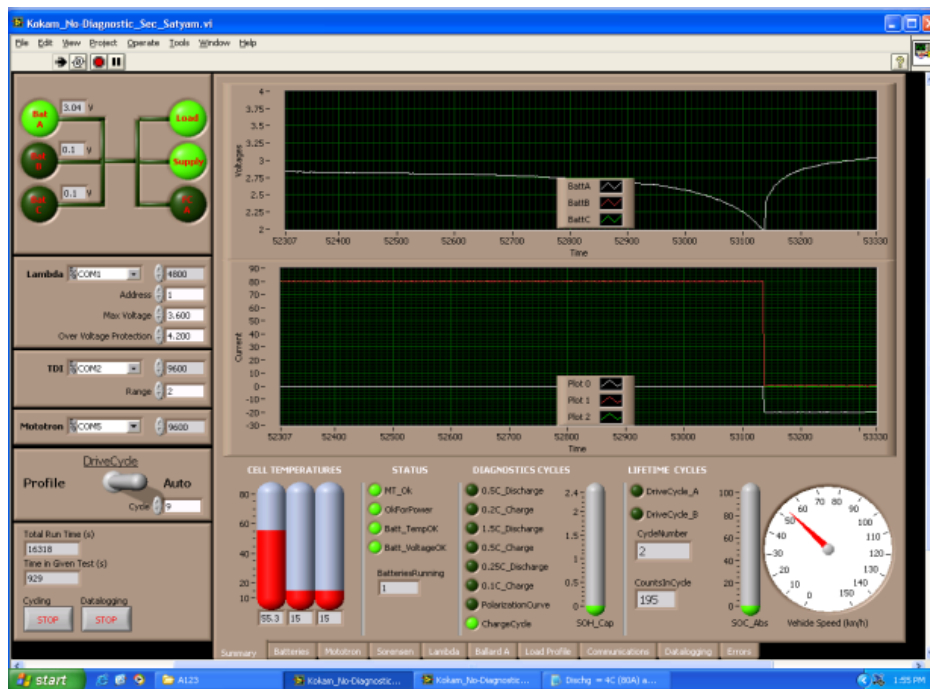 Kokam_No-Diagnostic_Sec_Satyam.vi
File Edit View Project Operate Tools Window Help
Bat A
3.04 V
Load
Bat B
0.1 V
Supply
Bat C
0.1 V
FC A
4-
3.75-
3.5-
3.25-
3-
2.75-
2.5-
2.25-
2-
Voltages
BattA
BattB
BattC
52307 52400 52500 52600 52700 52800 52900 53000 53100 53200 53330
Time
Lambda COM1 4800
Address 1
Max Voltage 3.600
Over Voltage Protection 4.200
TDI COM2 9600
Range 2
Mototron COM5 9600
90-
80-
70-
60-
50-
40-
30-
20-
10-
0-
-10-
-20-
-30-
Current
Plot 0
Plot 1
Plot 2
52307 52400 52500 52600 52700 52800 52900 53000 53100 53200 53330
Time
DriveCycle
Profile Auto
Cycle 9
Total Run Time (s)
16318
Time in Given Test (s)
929
Cycling Datalogging
STOP STOP
CELL TEMPERATURES
80-
60-
40-
20-
10-
55.3 15 15
STATUS
MT_Ok
OkForPower
Batt_TempOK
Batt_VoltageOK
BatteriesRunning
1
DIAGNOSTICS CYCLES
0.5C_Discharge
0.2C_Charge
1.5C_Discharge
0.5C_Charge
0.25C_Discharge
0.1C_Charge
PolarizationCurve
ChargeCycle
2.4-
2-
1.5-
1-
0.5-
0-
SOH_Cap
LIFETIME CYCLES
DriveCycle_A
DriveCycle_B
CycleNumber
2
CountsInCycle
195
100-
80-
60-
40-
20-
0-
SOC_Abs
0 10 20 30 40 50 60 70 80 90 100 110 120 130 140 150
Vehicle Speed (km/h)
Summary Batteries Mototron Sorensen Lambda Ballard A Load Profile Communications Datalogging Errors
start
A123
Kokam_No-Diagnostic...
Kokam_No-Diagnostic...
Dischg = 4C (80A) a...
1:55 PM